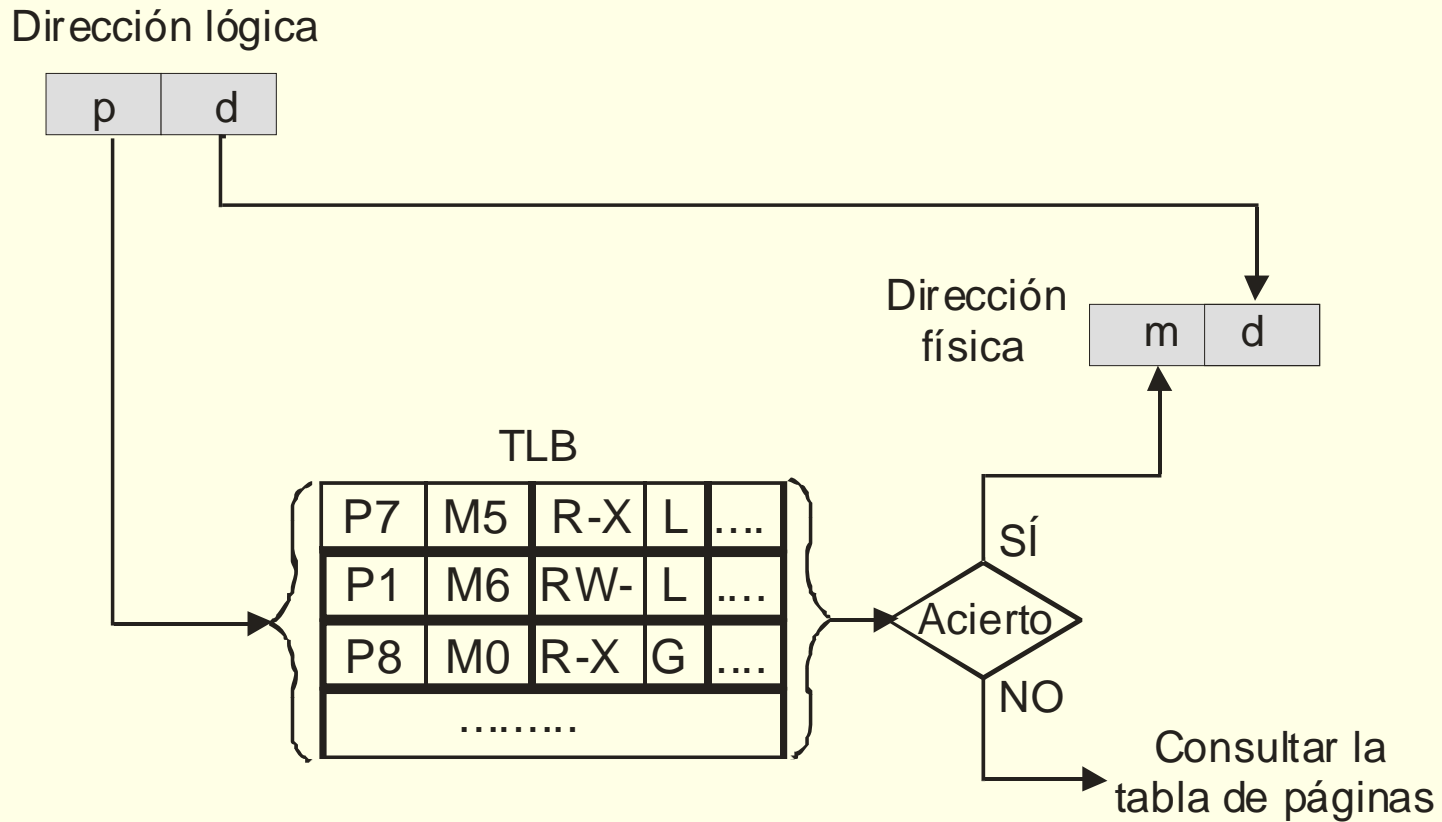 Dirección lógica
p d
Dirección
física
m d
TLB
P7 M5 R-X L ....
P1 M6 RW- L ....
P8 M0 R-X G ....
.........
SÍ
Acierto
NO
Consultar la
tabla de páginas